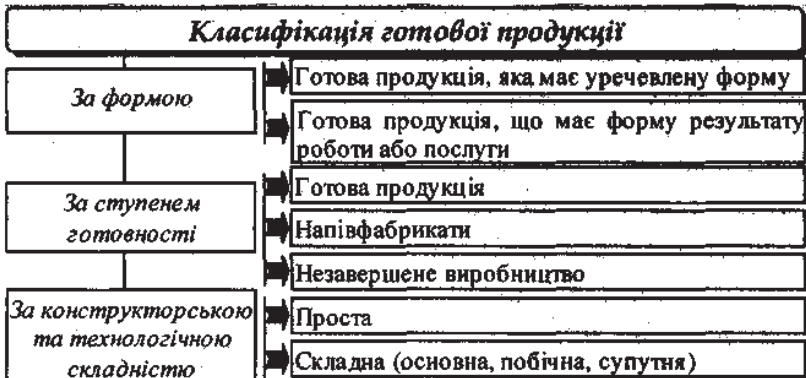 Класифікація готової продукції
За формою
Готова продукція, яка має уречевлену форму
Готова продукція, що має форму результату
роботи або послуги
За ступенем
готовності
Готова продукція
Напівфабрикати
Незавершене виробництво
За конструкторською
та технологічною
складністю
Проста
Складна (основна, побічна, супутня)